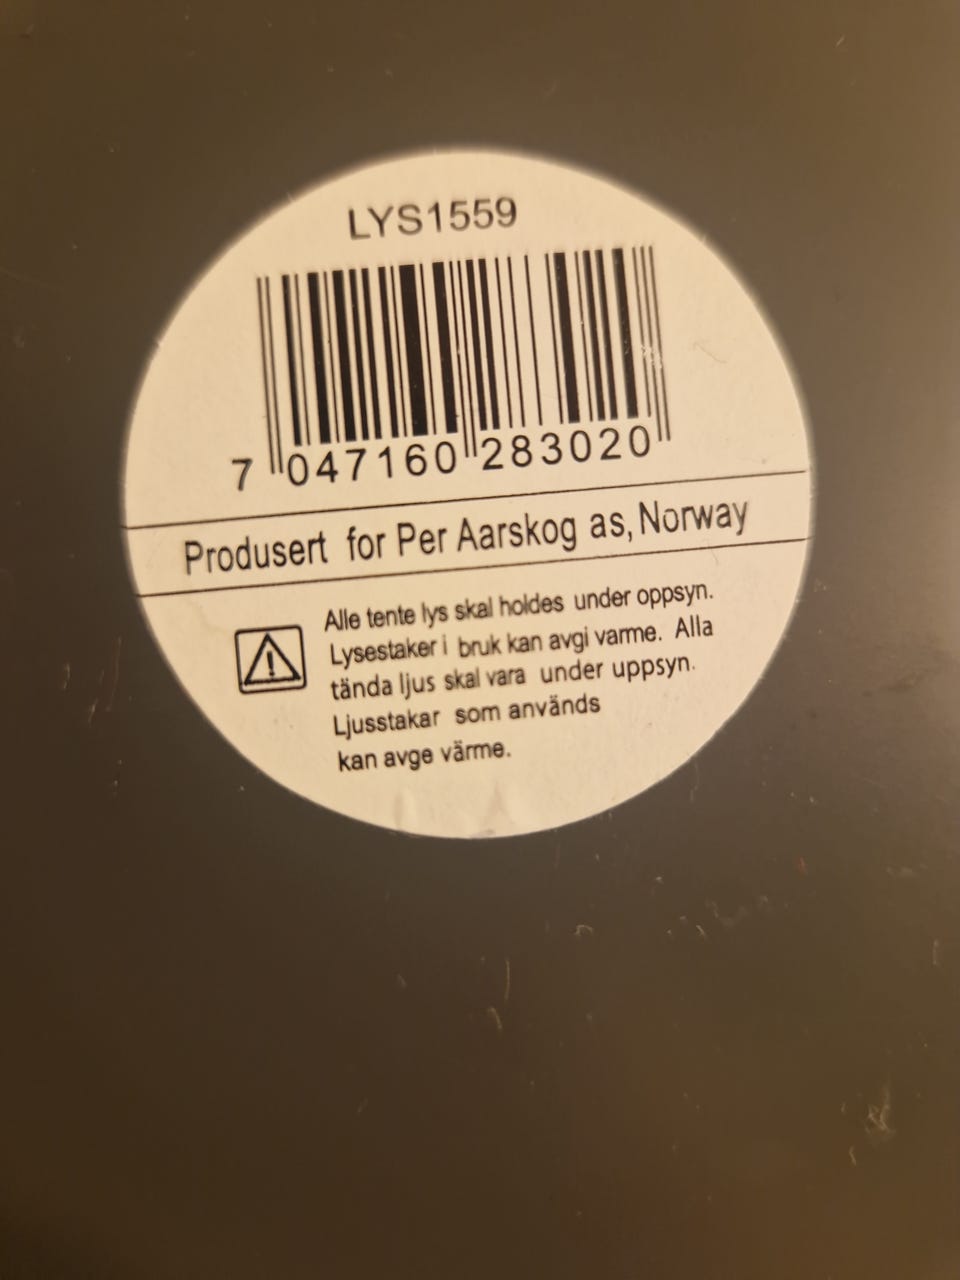 LYS1559
7 047160 283020
Produsert for Per Aarskog as, Norway
Alle tente lys skal holdes under oppsyn.
Lysestaker i bruk kan avgi varme. Alla
tända ljus skal vara under uppsyn.
Ljusstakar som används
kan avge värme.